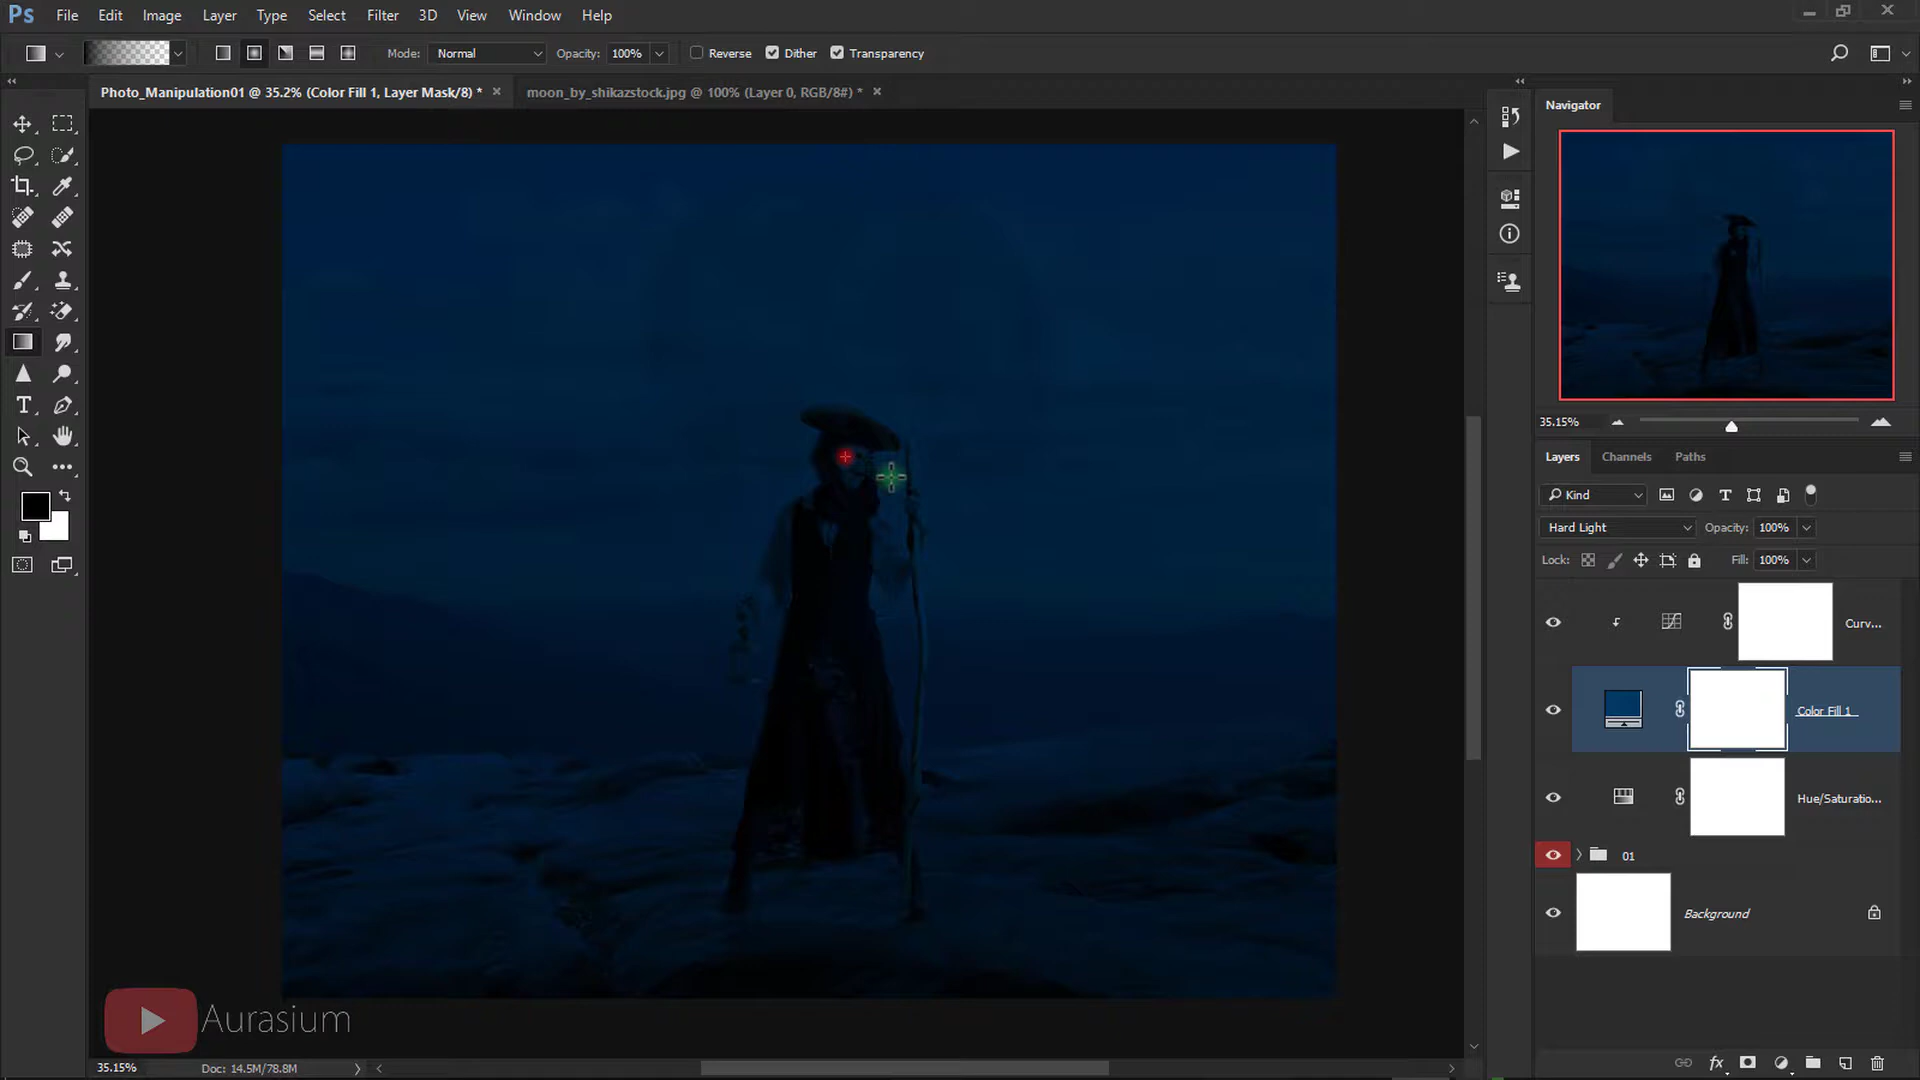 Ps File Edit Image Layer Type Select Filter 3D View Window Help
Mode: Normal Opacity: 100% Reverse Dither Transparency
Photo_Manipulation01 @ 35.2% (Color Fill 1, Layer Mask/8) * moon_by_shikazstock.jpg @ 100% (Layer 0, RGB/8#) *
Navigator
35.15%
Layers Channels Paths
Kind
Hard Light Opacity: 100%
Lock: Fill: 100%
Curv...
Color Fill 1
Hue/Saturatio...
01
Background
Aurasium
35.15% Doc: 14.5M/78.8M